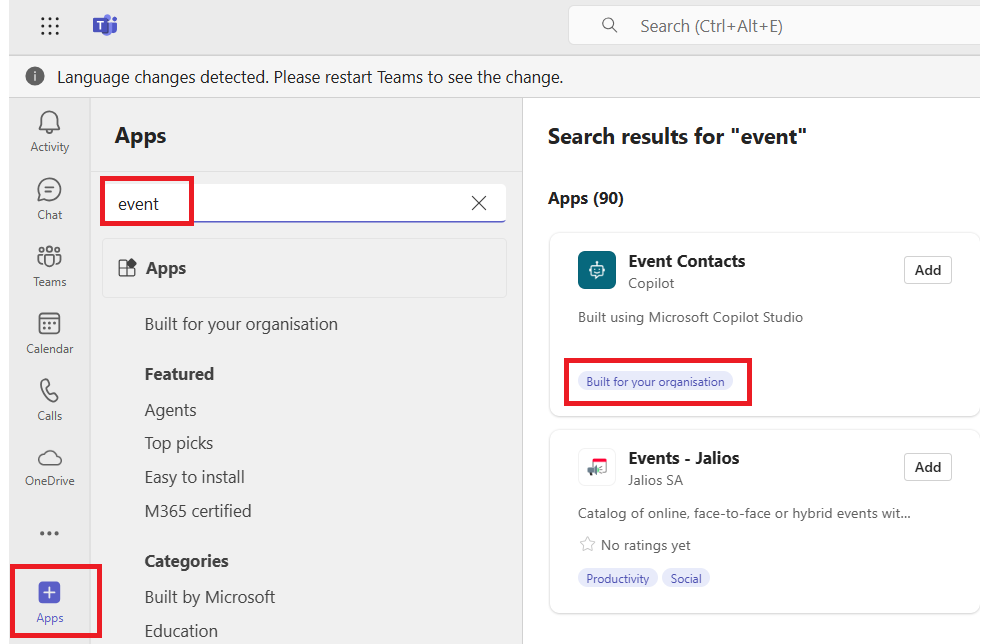 Search (Ctrl+Alt+E)
Language changes detected. Please restart Teams to see the change.
Activity
Chat
Teams
Calendar
Calls
OneDrive
Apps
Apps
event
Apps
Built for your organisation
Featured
Agents
Top picks
Easy to install
M365 certified
Categories
Built by Microsoft
Education
Search results for "event"
Apps (90)
Event Contacts
Copilot
Add
Built using Microsoft Copilot Studio
Built for your organisation
Events - Jalios
Jalios SA
Add
Catalog of online, face-to-face or hybrid events wit...
No ratings yet
Productivity Social